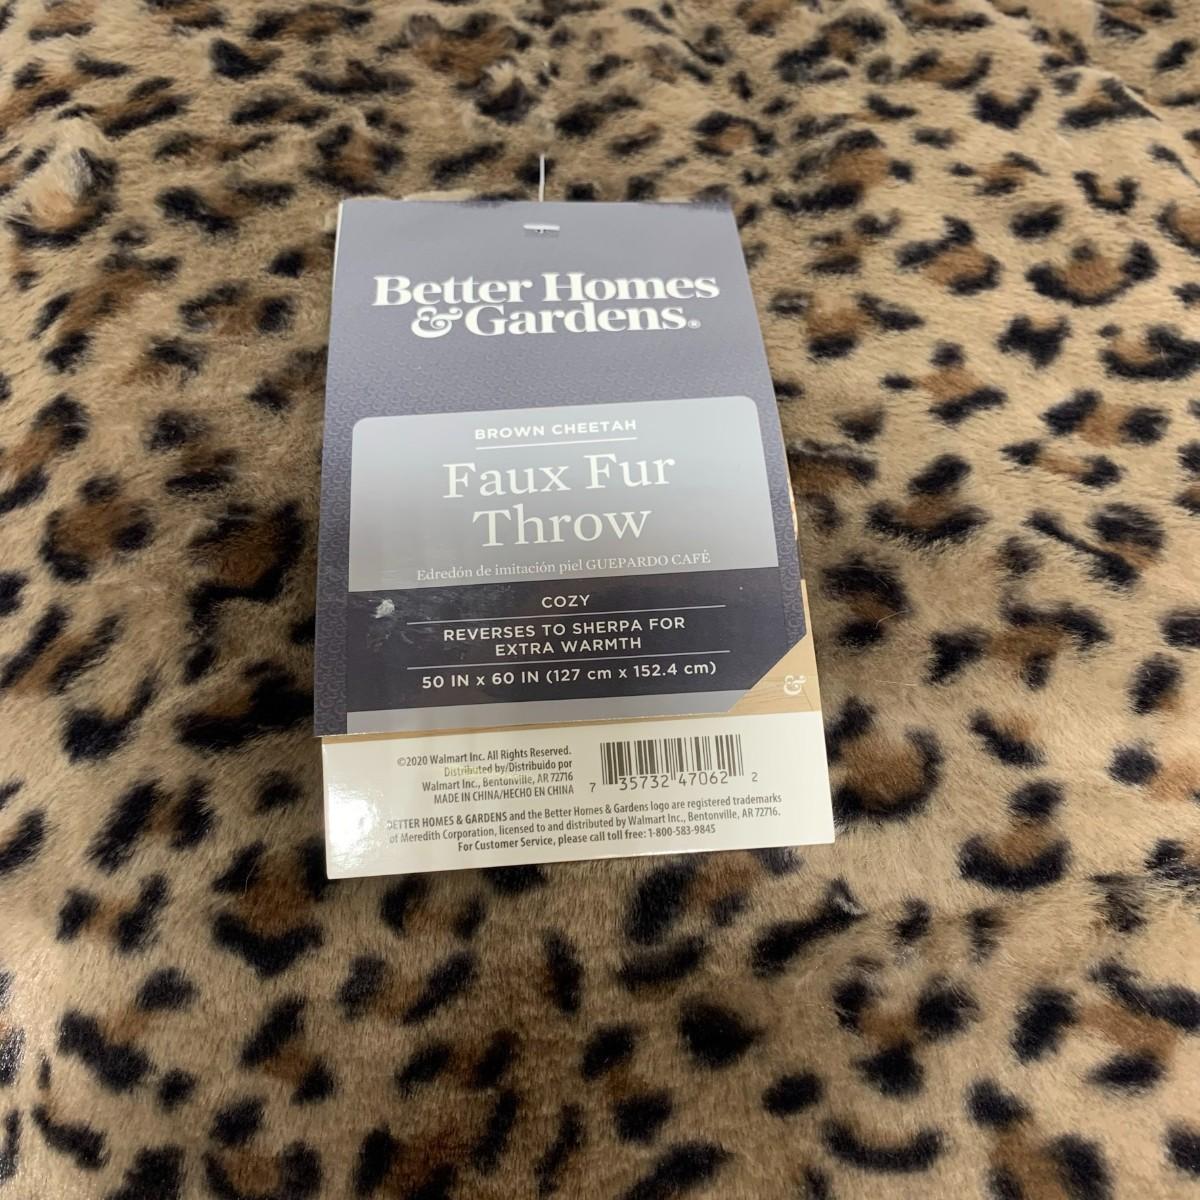 Better Homes
& Gardens®
BROWN CHEETAH
Faux Fur
Throw
Edredón de imitación piel GUEPARDO CAFÉ
COZY
REVERSES TO SHERPA FOR
EXTRA WARMTH
50 IN x 60 IN (127 cm x 152.4 cm)
&
©2020 Walmart Inc. All Rights Reserved.
Distributed by/Distribuido por
Walmart Inc., Bentonville, AR 72716
MADE IN CHINA/HECHO EN CHINA
7 35732 47062 2
BETTER HOMES & GARDENS and the Better Homes & Gardens logo are registered trademarks
of Meredith Corporation, licensed to and distributed by Walmart Inc., Bentonville, AR 72716.
For Customer Service, please call toll free: 1-800-583-9845